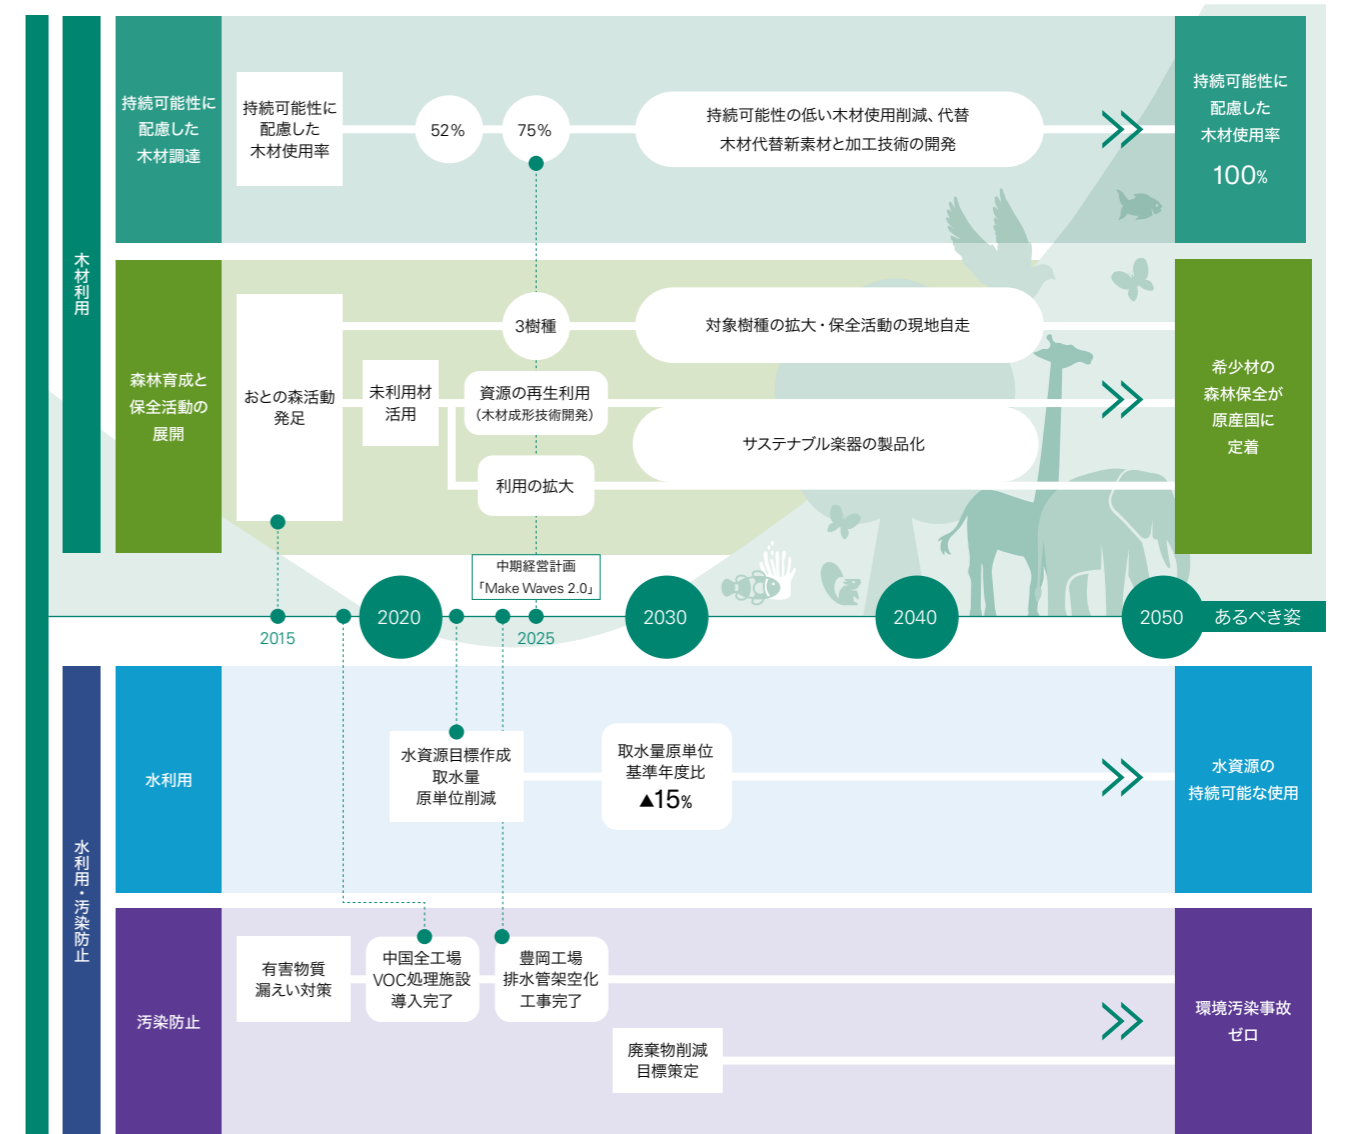 木材利用
持続可能性に
配慮した
木材調達
持続可能性に
配慮した
木材使用率
52%
75%
持続可能性の低い木材使用削減、代替
木材代替新素材と加工技術の開発
持続可能性に
配慮した
木材使用率
100%
森林育成と
保全活動の
展開
おとの森活動
発足
3樹種
対象樹種の拡大・保全活動の現地自走
未利用材
活用
資源の再生利用
(木材成形技術開発)
サステナブル楽器の製品化
利用の拡大
希少材の
森林保全が
原産国に
定着
中期経営計画
「Make Waves 2.0」
2015
2020
2025
2030
2040
2050
あるべき姿
水利用・汚染防止
水利用
水資源目標作成
取水量
原単位削減
取水量原単位
基準年度比
▲15%
水資源の
持続可能な使用
汚染防止
有害物質
漏えい対策
中国全工場
VOC処理施設
導入完了
豊岡工場
排水管架空化
工事完了
廃棄物削減
目標策定
環境汚染事故
ゼロ